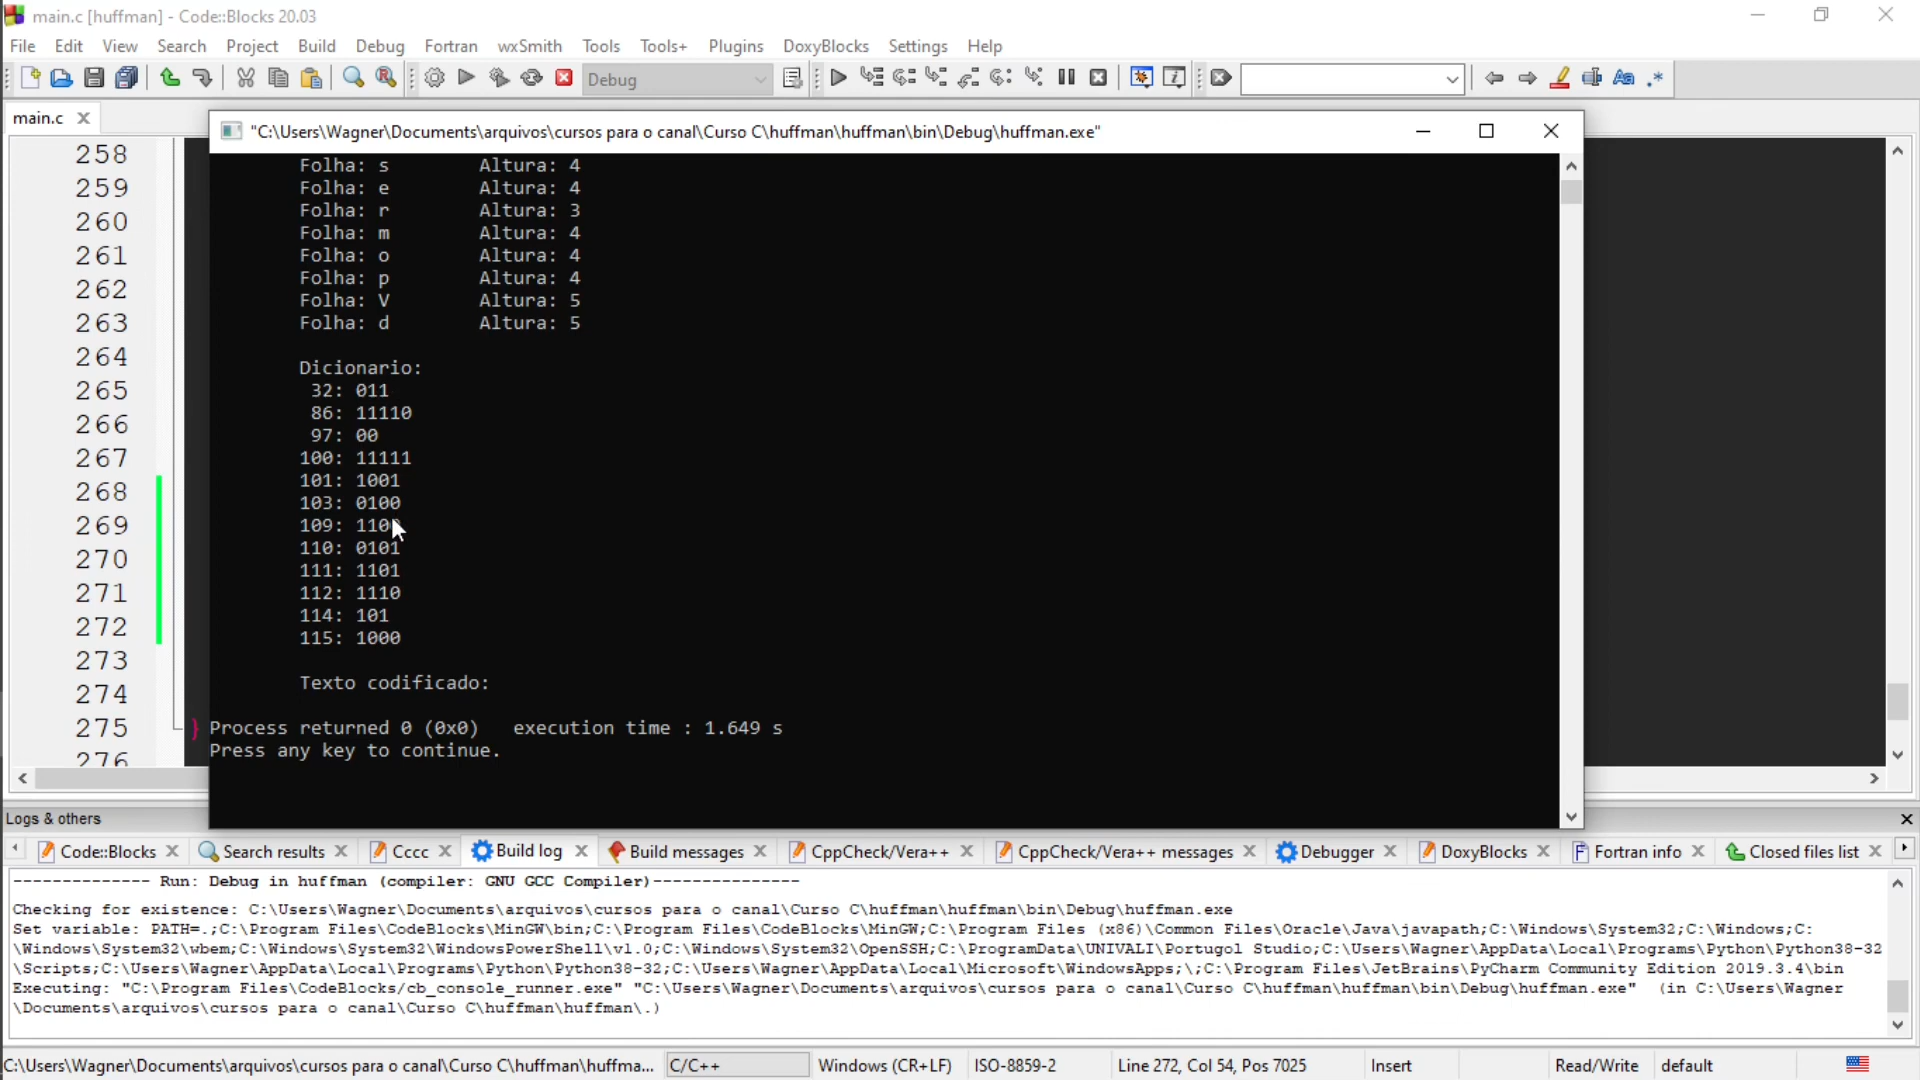 main.c [huffman] - Code::Blocks 20.03
File Edit View Search Project Build Debug Fortran wxSmith Tools Tools+ Plugins DoxyBlocks Settings Help
Debug
main.c
"C:\Users\Wagner\Documents\arquivos\cursos para o canal\Curso C\huffman\huffman\bin\Debug\huffman.exe"
258
259
260
261
262
263
264
265
266
267
268
269
270
271
272
273
274
275
276
Folha: s Altura: 4
Folha: e Altura: 4
Folha: r Altura: 3
Folha: m Altura: 4
Folha: o Altura: 4
Folha: p Altura: 4
Folha: V Altura: 5
Folha: d Altura: 5
Dicionario:
32: 011
86: 11110
97: 00
100: 11111
101: 1001
103: 0100
109: 1100
110: 0101
111: 1101
112: 1110
114: 101
115: 1000
Texto codificado:
}
Process returned 0 (0x0) execution time : 1.649 s
Press any key to continue.
Logs & others
Code::Blocks Search results Cccc Build log Build messages CppCheck/Vera++ CppCheck/Vera++ messages Debugger DoxyBlocks Fortran info Closed files list
-------------- Run: Debug in huffman (compiler: GNU GCC Compiler)---------------
Checking for existence: C:\Users\Wagner\Documents\arquivos\cursos para o canal\Curso C\huffman\huffman\bin\Debug\huffman.exe
Set variable: PATH=.;C:\Program Files\CodeBlocks\MinGW\bin;C:\Program Files\CodeBlocks\MinGW;C:\Program Files (x86)\Common Files\Oracle\Java\javapath;C:\Windows\System32;C:\Windows;C:
\Windows\System32\wbem;C:\Windows\System32\WindowsPowerShell\v1.0;C:\Windows\System32\OpenSSH;C:\ProgramData\UNIVALI\Portugol Studio;C:\Users\Wagner\AppData\Local\Programs\Python\Python38-32
\Scripts;C:\Users\Wagner\AppData\Local\Programs\Python\Python38-32;C:\Users\Wagner\AppData\Local\Microsoft\WindowsApps;\;C:\Program Files\JetBrains\PyCharm Community Edition 2019.3.4\bin
Executing: "C:\Program Files\CodeBlocks/cb_console_runner.exe" "C:\Users\Wagner\Documents\arquivos\cursos para o canal\Curso C\huffman\huffman\bin\Debug\huffman.exe" (in C:\Users\Wagner
\Documents\arquivos\cursos para o canal\Curso C\huffman\huffman\.)
C:\Users\Wagner\Documents\arquivos\cursos para o canal\Curso C\huffman\huffma... C/C++ Windows (CR+LF) ISO-8859-2 Line 272, Col 54, Pos 7025 Insert Read/Write default